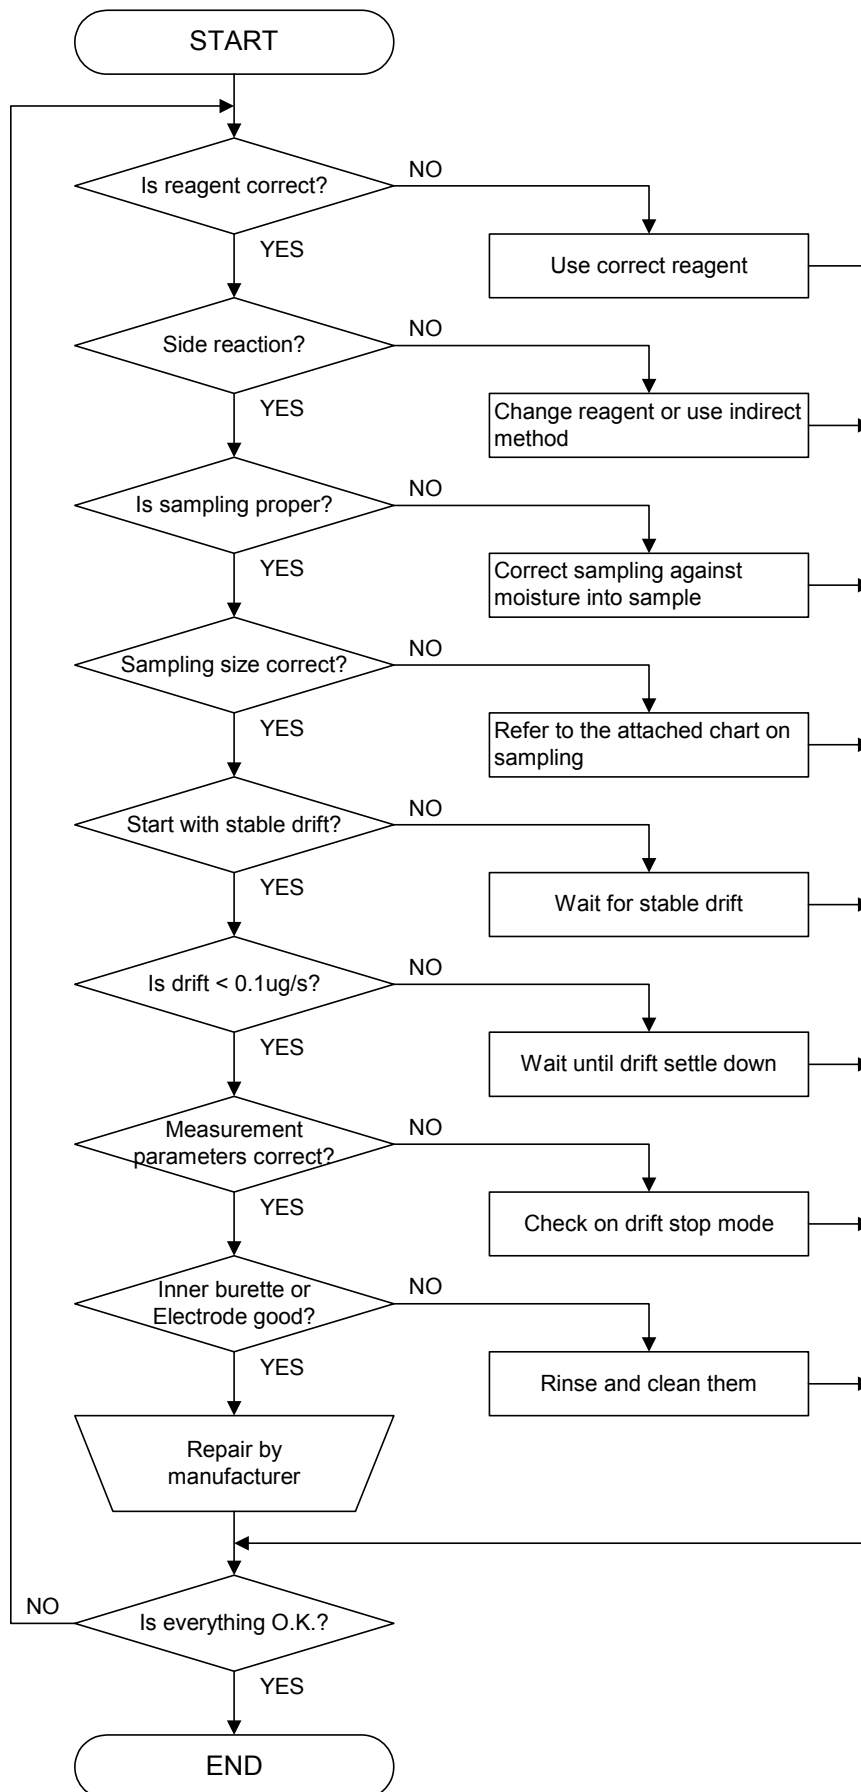 START
Is reagent correct?
NO
YES
Use correct reagent
Side reaction?
NO
YES
Change reagent or use indirect
method
Is sampling proper?
NO
YES
Correct sampling against
moisture into sample
Sampling size correct?
NO
YES
Refer to the attached chart on
sampling
Start with stable drift?
NO
YES
Wait for stable drift
Is drift < 0.1ug/s?
NO
YES
Wait until drift settle down
Measurement
parameters correct?
NO
YES
Check on drift stop mode
Inner burette or
Electrode good?
NO
YES
Rinse and clean them
Repair by
manufacturer
NO
Is everything O.K.?
YES
END